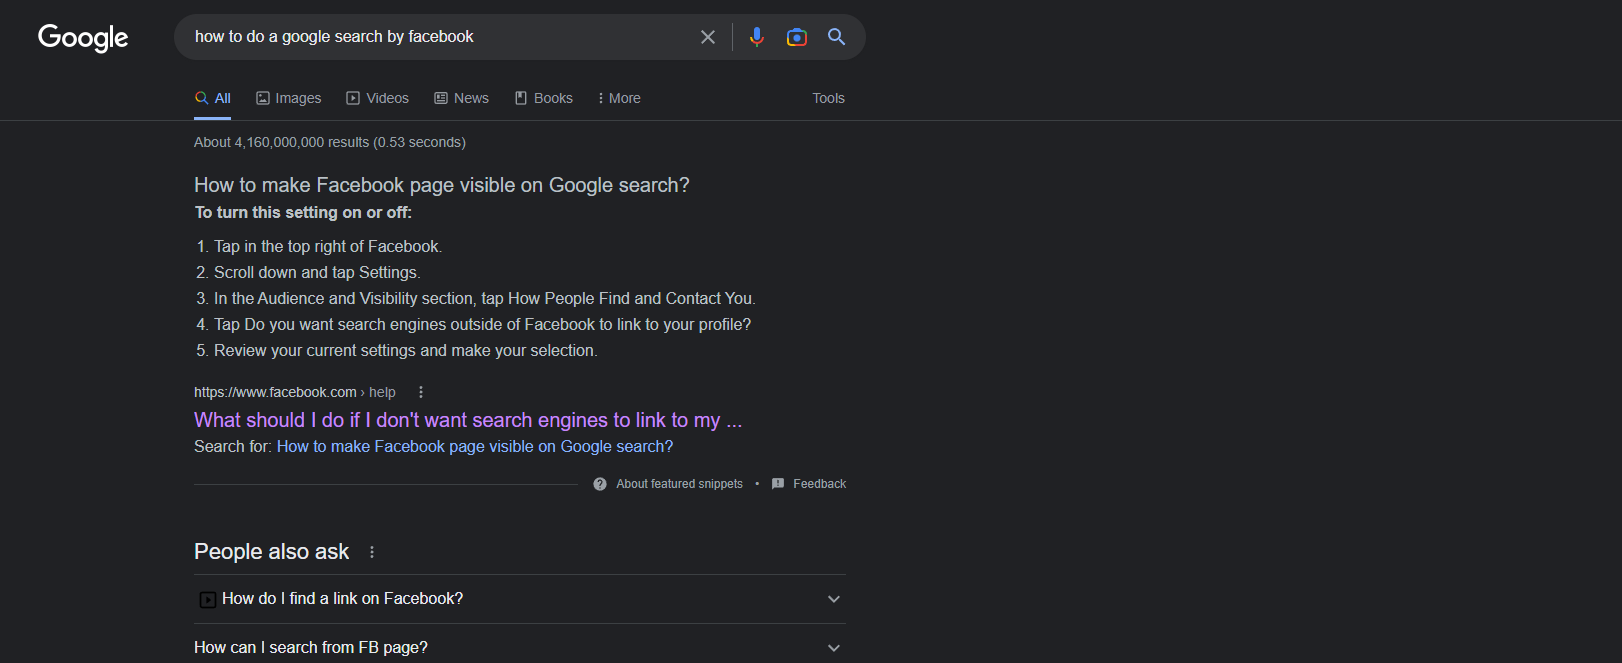 Google
how to do a google search by facebook
All
Images
Videos
News
Books
More
Tools
About 4,160,000,000 results (0.53 seconds)
How to make Facebook page visible on Google search?
To turn this setting on or off:
1. Tap in the top right of Facebook.
2. Scroll down and tap Settings.
3. In the Audience and Visibility section, tap How People Find and Contact You.
4. Tap Do you want search engines outside of Facebook to link to your profile?
5. Review your current settings and make your selection.
https://www.facebook.com › help
What should I do if I don't want search engines to link to my ...
Search for: How to make Facebook page visible on Google search?
About featured snippets • Feedback
People also ask
How do I find a link on Facebook?
How can I search from FB page?